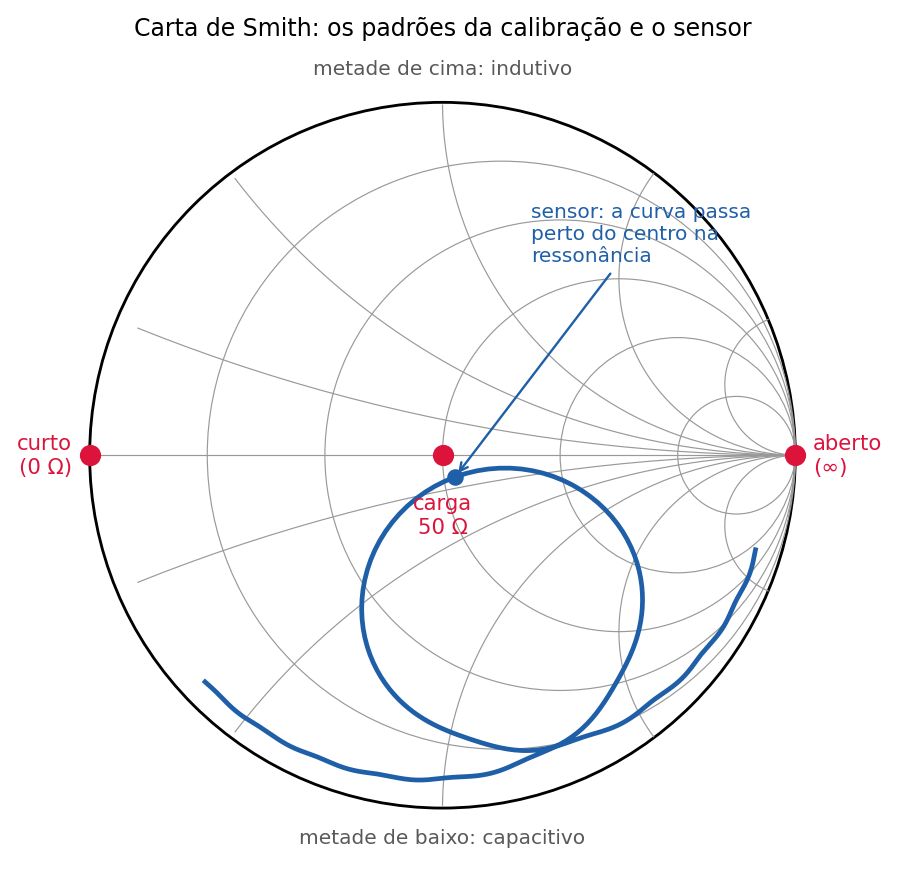 Carta de Smith: os padrões da calibração e o sensor
metade de cima: indutivo
sensor: a curva passa
perto do centro na
ressonância
curto
(0 Ω)
aberto
(∞)
carga
50 Ω
metade de baixo: capacitivo